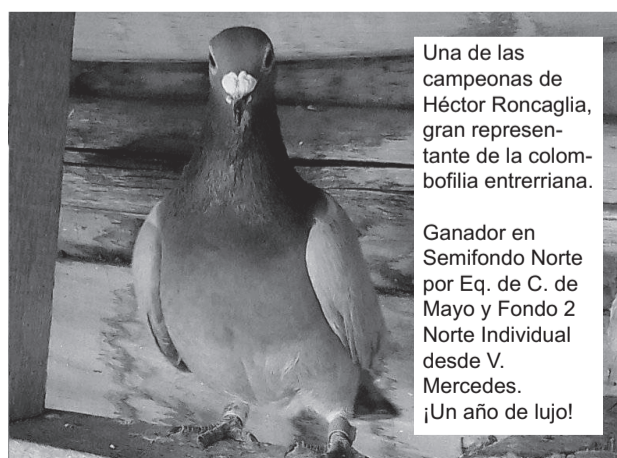 Una de las
campeonas de
Héctor Roncaglia,
gran represen-
tante de la colom-
bofilia entrerriana.
Ganador en
Semifondo Norte
por Eq. de C. de
Mayo y Fondo 2
Norte Individual
desde V.
Mercedes.
¡Un año de lujo!